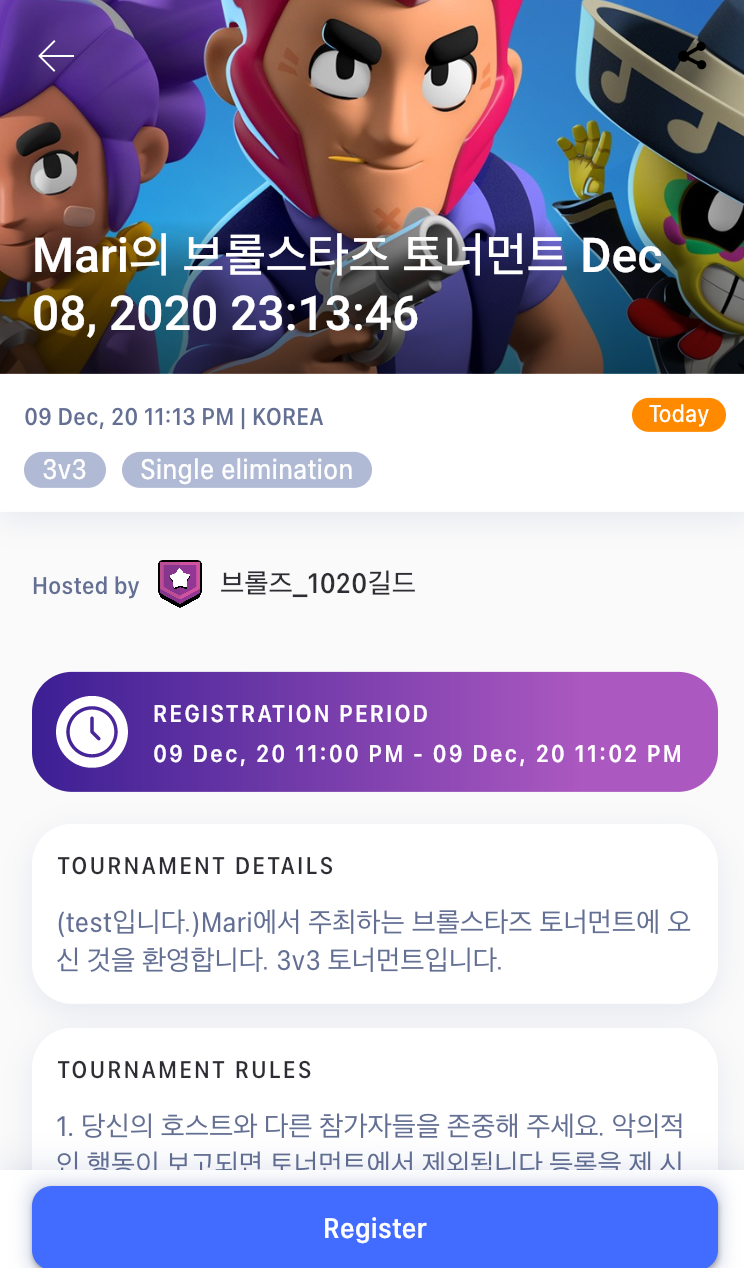 Mari의 브롤스타즈 토너먼트 Dec
08, 2020 23:13:46
09 Dec, 20 11:13 PM | KOREA
Today
3v3
Single elimination
Hosted by 브롤즈_1020길드
REGISTRATION PERIOD
09 Dec, 20 11:00 PM - 09 Dec, 20 11:02 PM
TOURNAMENT DETAILS
(test입니다.)Mari에서 주최하는 브롤스타즈 토너먼트에 오
신 것을 환영합니다. 3v3 토너먼트입니다.
TOURNAMENT RULES
1. 당신의 호스트와 다른 참가자들을 존중해 주세요. 악의적
인 행동이 보고되면 토너먼트에서 제외됩니다 등록을 제 시
Register